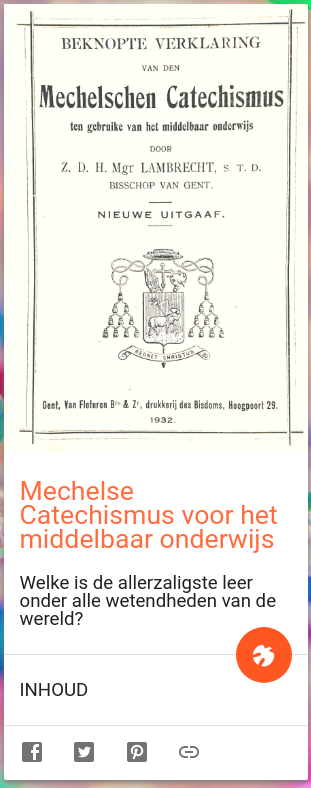 BEKNOPTE VERKLARING
VAN DEN
Mechelschen Catechismus
ten gebruike van het middelbaar onderwijs
DOOR
Z. D. H. Mgr LAMBRECHT, S. T. D.
BISSCHOP VAN GENT.
NIEUWE UITGAAF.
REGNET CHRISTUS
Gent, Van Fleteren Bʳⁿ & Zʳ, drukkerij des Bisdoms, Hoogpoort 29.
1932.
Mechelse
Catechismus voor het
middelbaar onderwijs
Welke is de allerzaligste leer
onder alle wetendheden van de
wereld?
INHOUD